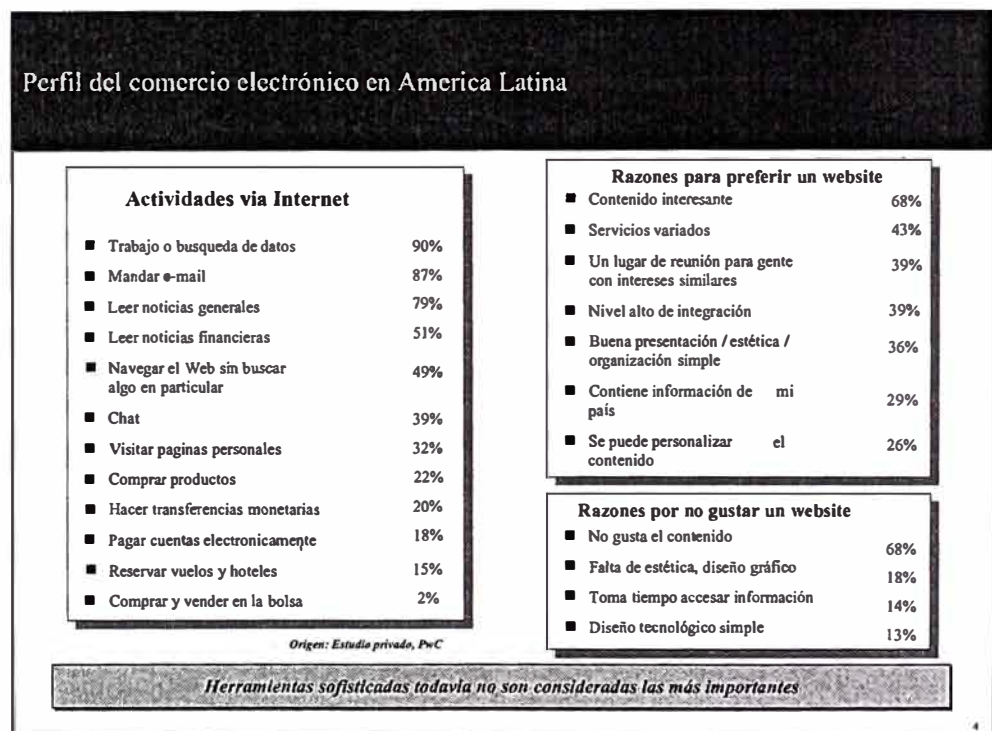 Perfil del comercio electrónico en America Latina
Actividades via Internet
■ Trabajo o busqueda de datos 90%
■ Mandar e-mail 87%
■ Leer noticias generales 79%
■ Leer noticias financieras 51%
■ Navegar el Web sin buscar
algo en particular 49%
■ Chat 39%
■ Visitar paginas personales 32%
■ Comprar productos 22%
■ Hacer transferencias monetarias 20%
■ Pagar cuentas electronicamente 18%
■ Reservar vuelos y hoteles 15%
■ Comprar y vender en la bolsa 2%
Origen: Estudio privado, PwC
Razones para preferir un website
■ Contenido interesante 68%
■ Servicios variados 43%
■ Un lugar de reunión para gente
con intereses similares 39%
■ Nivel alto de integración 39%
■ Buena presentación / estética /
organización simple 36%
■ Contiene información de mi
país 29%
■ Se puede personalizar el
contenido 26%
Razones por no gustar un website
■ No gusta el contenido 68%
■ Falta de estética, diseño gráfico 18%
■ Toma tiempo accesar información 14%
■ Diseño tecnológico simple 13%
Herramientas sofisticadas todavia no son consideradas las más importantes
4